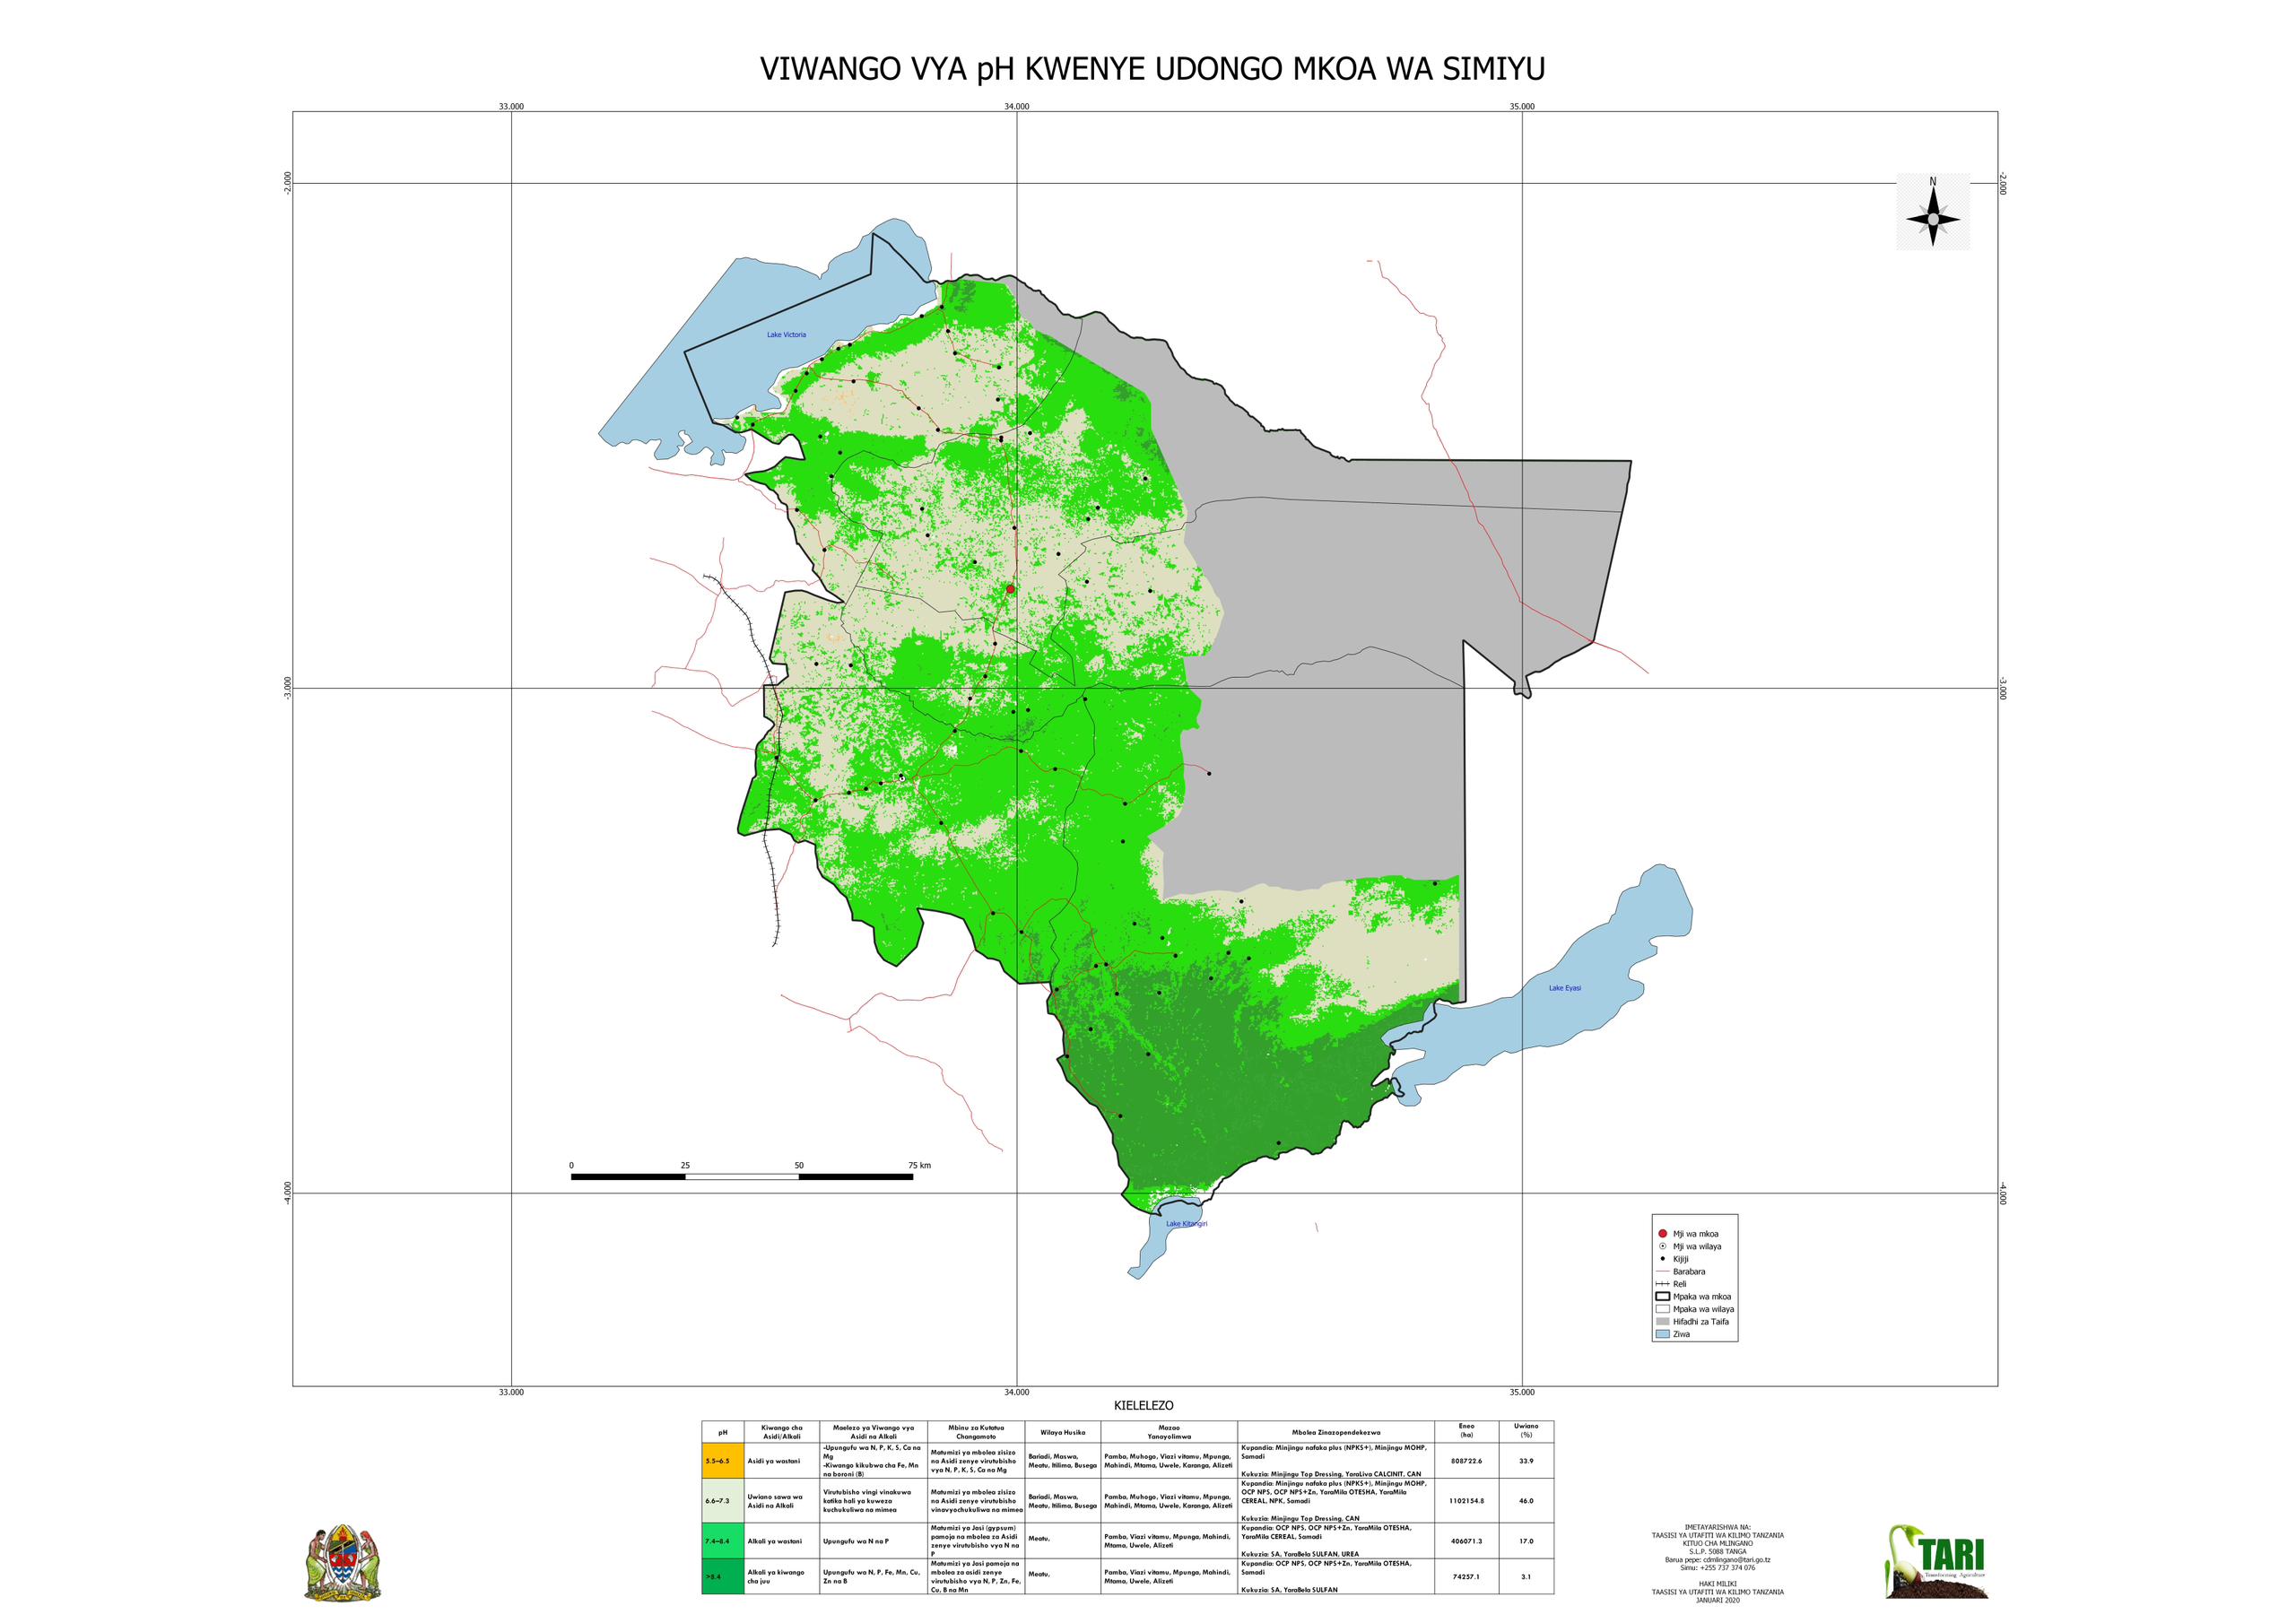 VIWANGO VYA pH KWENYE UDONGO MKOA WA SIMIYU
33.000 34.000 35.000
-2.000 -2.000
N
Lake Victoria
-3.000 -3.000
Lake Eyasi
0 25 50 75 km
-4.000 -4.000
Lake Kitangiri
Mji wa mkoa
Mji wa wilaya
Kijiji
Barabara
Reli
Mpaka wa mkoa
Mpaka wa wilaya
Hifadhi za Taifa
Ziwa
33.000 34.000 35.000
KIELELEZO
pH
Kiwango cha
Asidi/Alkali
Maelezo ya Viwango vya
Asidi na Alkali
Mbinu za Kutatua
Changamoto
Wilaya Husika
Mazao
Yanayolimwa
Mbolea Zinazopendekezwa
Eneo
(ha)
Uwiano
(%)
5.5-6.5
Asidi ya wastani
-Upungufu wa N, P, K, S, Ca na
Mg
-Kiwango kikubwa cha Fe, Mn
na boroni (B)
Matumizi ya mbolea zisizo
na Asidi zenye virutubisho
vya N, P, K, S, Ca na Mg
Bariadi, Maswa,
Meatu, Itilima, Busega
Pamba, Muhogo, Viazi vitamu, Mpunga,
Mahindi, Mtama, Uwele, Karanga, Alizeti
Kupandia: Minjingu nafaka plus (NPKS+), Minjingu MOHP,
Samadi
Kukuzia: Minjingu Top Dressing, YaraLiva CALCINIT, CAN
808722.6
33.9
6.6-7.3
Uwiano sawa wa
Asidi na Alkali
Virutubisho vingi vinakuwa
katika hali ya kuweza
kuchukuliwa na mimea
Matumizi ya mbolea zisizo
na Asidi zenye virutubisho
vinavyochukuliwa na mimea
Bariadi, Maswa,
Meatu, Itilima, Busega
Pamba, Muhogo, Viazi vitamu, Mpunga,
Mahindi, Mtama, Uwele, Karanga, Alizeti
Kupandia: Minjingu nafaka plus (NPKS+), Minjingu MOHP,
OCP NPS, OCP NPS+Zn, YaraMila OTESHA, YaraMila
CEREAL, NPK, Samadi
Kukuzia: Minjingu Top Dressing, CAN
1102154.8
46.0
7.4-8.4
Alkali ya wastani
Upungufu wa N na P
Matumizi ya Jasi (gypsum)
pamoja na mbolea za Asidi
zenye virutubisho vya N na
P
Meatu,
Pamba, Viazi vitamu, Mpunga, Mahindi,
Mtama, Uwele, Alizeti
Kupandia: OCP NPS, OCP NPS+Zn, YaraMila OTESHA,
YaraMila CEREAL, Samadi
Kukuzia: SA, YaraBela SULFAN, UREA
406071.3
17.0
>8.4
Alkali ya kiwango
cha juu
Upungufu wa N, P, Fe, Mn, Cu,
Zn na B
Matumizi ya Jasi pamoja na
mbolea za asidi zenye
virutubisho vya N, P, Zn, Fe,
Cu, B na Mn
Meatu,
Pamba, Viazi vitamu, Mpunga, Mahindi,
Mtama, Uwele, Alizeti
Kupandia: OCP NPS, OCP NPS+Zn, YaraMila OTESHA,
Samadi
Kukuzia: SA, YaraBela SULFAN
74257.1
3.1
IMETAYARISHWA NA:
TAASISI YA UTAFITI WA KILIMO TANZANIA
KITUO CHA MLINGANO
S.L.P. 5088 TANGA
Barua pepe: cdmlingano@tari.go.tz
Simu: +255 737 374 076
HAKI MILIKI
TAASISI YA UTAFITI WA KILIMO TANZANIA
JANUARI 2020
TARI
Transforming Agriculture